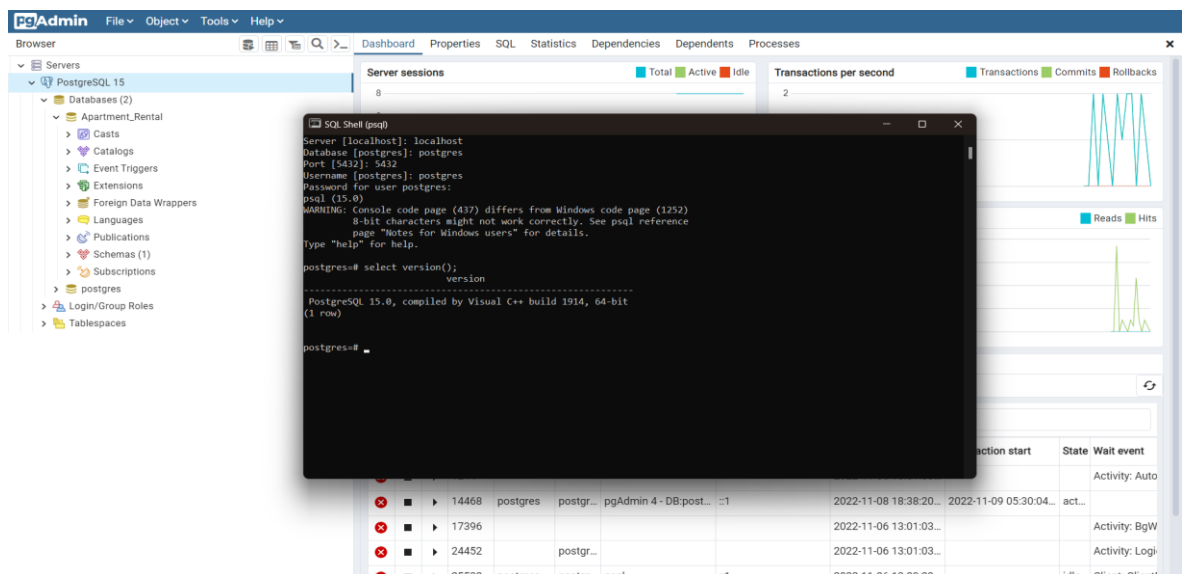 pgAdmin File Object Tools Help
Browser
Dashboard Properties SQL Statistics Dependencies Dependents Processes
Servers
PostgreSQL 15
Databases (2)
Apartment_Rental
Casts
Catalogs
Event Triggers
Extensions
Foreign Data Wrappers
Languages
Publications
Schemas (1)
Subscriptions
postgres
Login/Group Roles
Tablespaces
Server sessions
Total Active Idle
8
Transactions per second
Transactions Commits Rollbacks
2
Reads Hits
SQL Shell (psql)
Server [localhost]: localhost
Database [postgres]: postgres
Port [5432]: 5432
Username [postgres]: postgres
Password for user postgres:
psql (15.0)
WARNING: Console code page (437) differs from Windows code page (1252)
8-bit characters might not work correctly. See psql reference
page "Notes for Windows users" for details.
Type "help" for help.
postgres=# select version();
version
-------------------------------------------------------------
PostgreSQL 15.0, compiled by Visual C++ build 1914, 64-bit
(1 row)
postgres=#
action start State Wait event
Activity: Auto
14468 postgres postgr... pgAdmin 4 - DB:post... ::1 2022-11-08 18:38:20... 2022-11-09 05:30:04... act...
17396 2022-11-06 13:01:03... Activity: BgW
24452 postgr... 2022-11-06 13:01:03... Activity: Logi